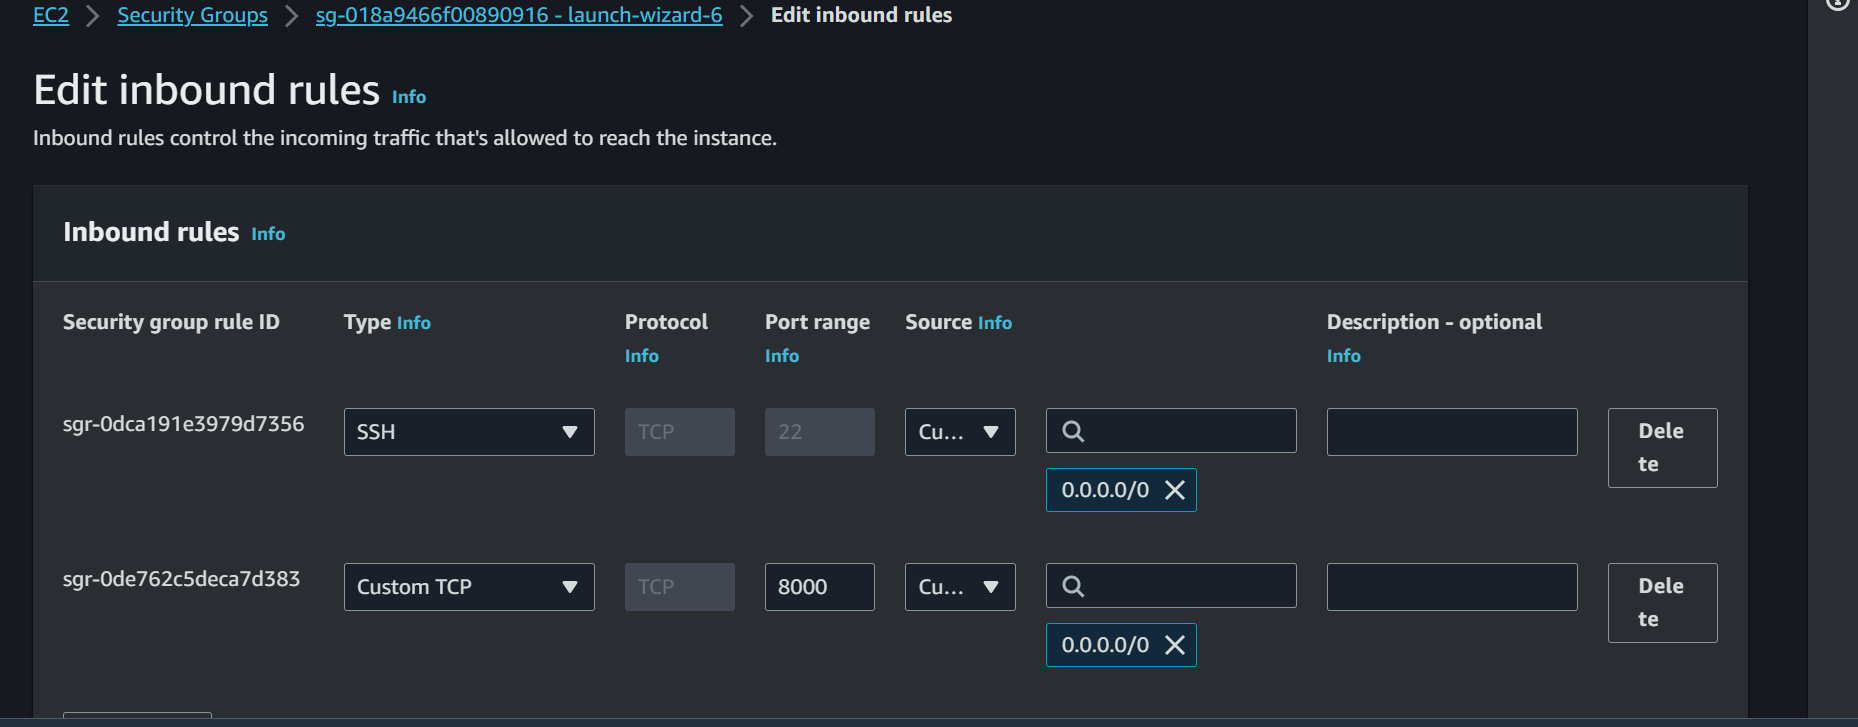 EC2 Security Groups sg-018a9466f00890916 - launch-wizard-6 Edit inbound rules
Edit inbound rules Info
Inbound rules control the incoming traffic that's allowed to reach the instance.
Inbound rules Info
Security group rule ID Type Info Protocol Info Port range Info Source Info Description - optional Info
sgr-0dca191e3979d7356 SSH TCP 22 Cu... Delete
0.0.0.0/0
sgr-0de762c5deca7d383 Custom TCP TCP 8000 Cu... Delete
0.0.0.0/0